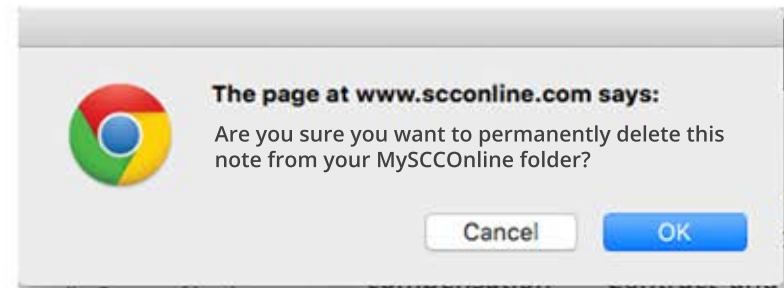 The page at www.scconline.com says:
Are you sure you want to permanently delete this
note from your MySCCOnline folder?
Cancel
OK